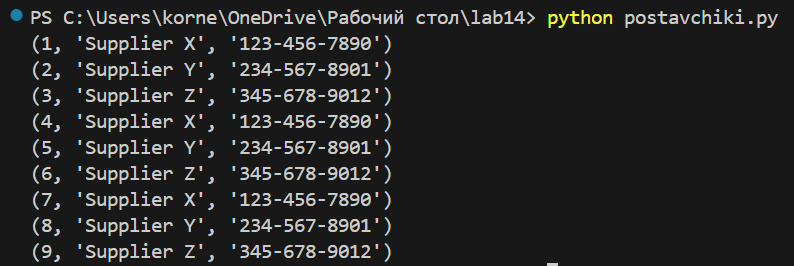 PS C:\Users\korne\OneDrive\Рабочий стол\lab14> python postavchiki.py
(1, 'Supplier X', '123-456-7890')
(2, 'Supplier Y', '234-567-8901')
(3, 'Supplier Z', '345-678-9012')
(4, 'Supplier X', '123-456-7890')
(5, 'Supplier Y', '234-567-8901')
(6, 'Supplier Z', '345-678-9012')
(7, 'Supplier X', '123-456-7890')
(8, 'Supplier Y', '234-567-8901')
(9, 'Supplier Z', '345-678-9012')